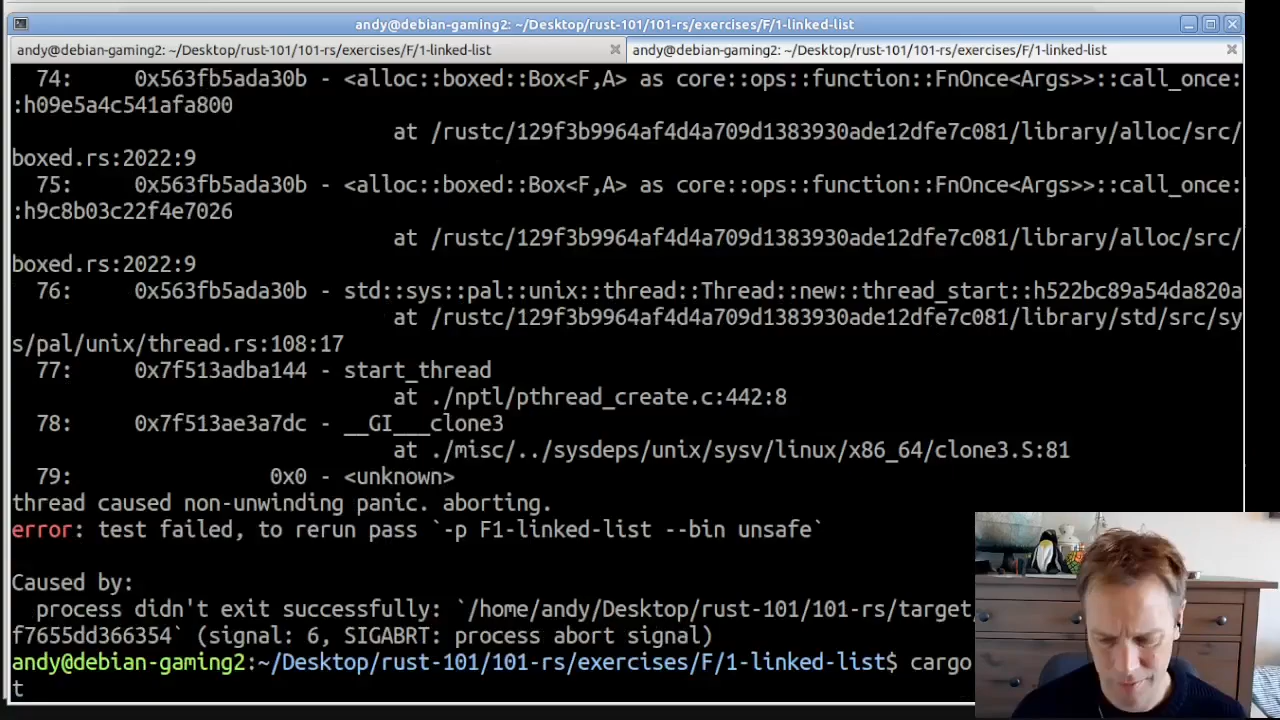 andy@debian-gaming2: ~/Desktop/rust-101/101-rs/exercises/F/1-linked-list
andy@debian-gaming2: ~/Desktop/rust-101/101-rs/exercises/F/1-linked-list
andy@debian-gaming2: ~/Desktop/rust-101/101-rs/exercises/F/1-linked-list
74: 0x563fb5ada30b - <alloc::boxed::Box<F,A> as core::ops::function::FnOnce<Args>>::call_once:
:h09e5a4c541afa800
at /rustc/129f3b9964af4d4a709d1383930ade12dfe7c081/library/alloc/src/
boxed.rs:2022:9
75: 0x563fb5ada30b - <alloc::boxed::Box<F,A> as core::ops::function::FnOnce<Args>>::call_once:
:h9c8b03c22f4e7026
at /rustc/129f3b9964af4d4a709d1383930ade12dfe7c081/library/alloc/src/
boxed.rs:2022:9
76: 0x563fb5ada30b - std::sys::pal::unix::thread::Thread::new::thread_start::h522bc89a54da820a
at /rustc/129f3b9964af4d4a709d1383930ade12dfe7c081/library/std/src/sy
s/pal/unix/thread.rs:108:17
77: 0x7f513adba144 - start_thread
at ./nptl/pthread_create.c:442:8
78: 0x7f513ae3a7dc - __GI___clone3
at ./misc/../sysdeps/unix/sysv/linux/x86_64/clone3.S:81
79: 0x0 - <unknown>
thread caused non-unwinding panic. aborting.
error: test failed, to rerun pass `-p F1-linked-list --bin unsafe`
Caused by:
process didn't exit successfully: `/home/andy/Desktop/rust-101/101-rs/target
f7655dd366354` (signal: 6, SIGABRT: process abort signal)
andy@debian-gaming2:~/Desktop/rust-101/101-rs/exercises/F/1-linked-list$ cargo
t